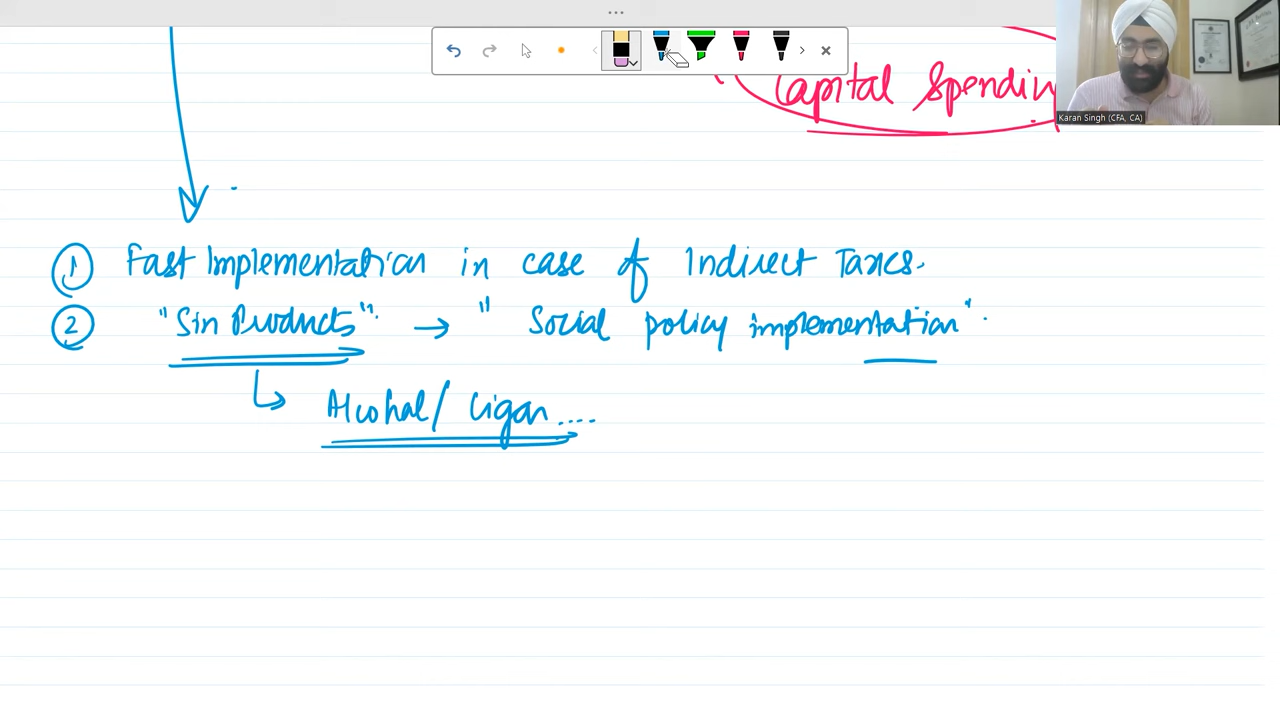 Capital Spendin
Karan Singh (CFA, CA)
① Fast Implementation in case of Indirect Taxes.
② "Sin Products". → " Social policy implementation".
↳ Alcohal/ Cigar....